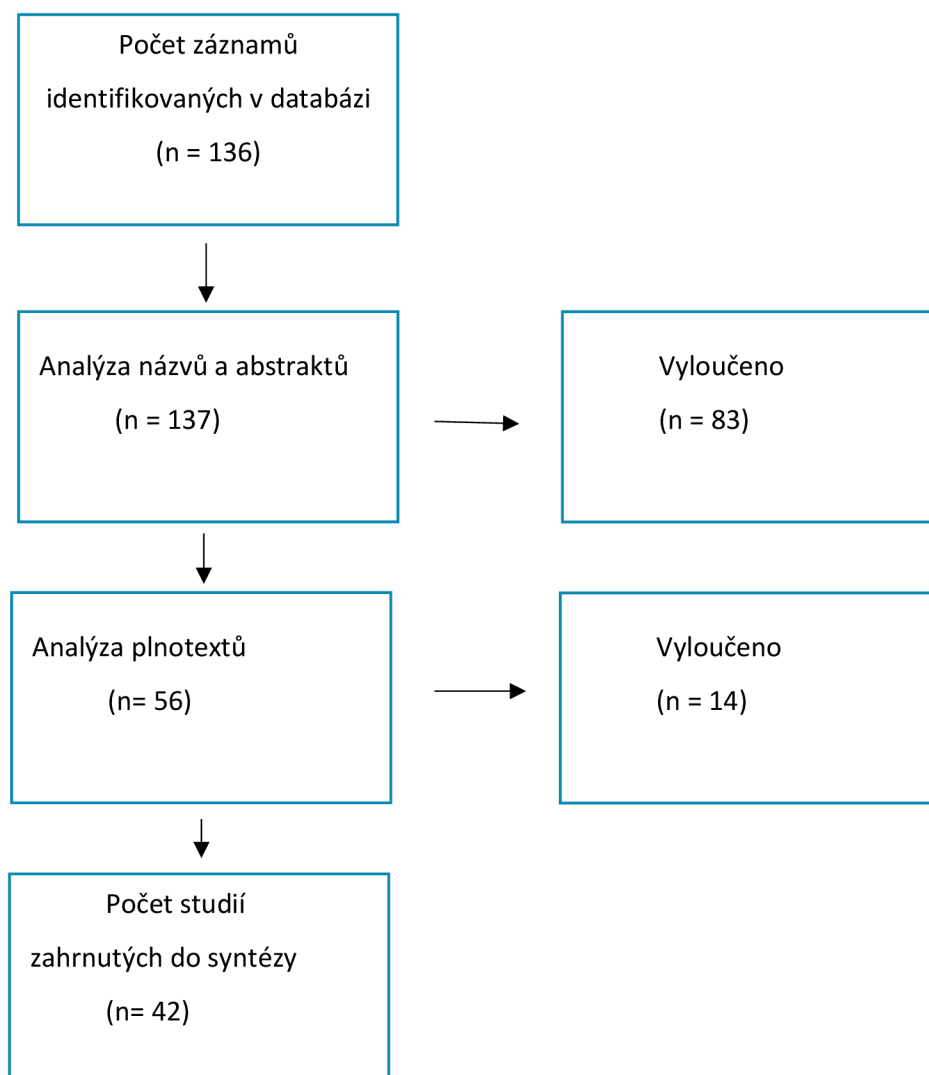 Počet záznamů
identifikovaných v databázi
(n = 136)
Analýza názvů a abstraktů
(n = 137)
Vyloučeno
(n = 83)
Analýza plnotextů
(n= 56)
Vyloučeno
(n = 14)
Počet studií
zahrnutých do syntézy
(n= 42)